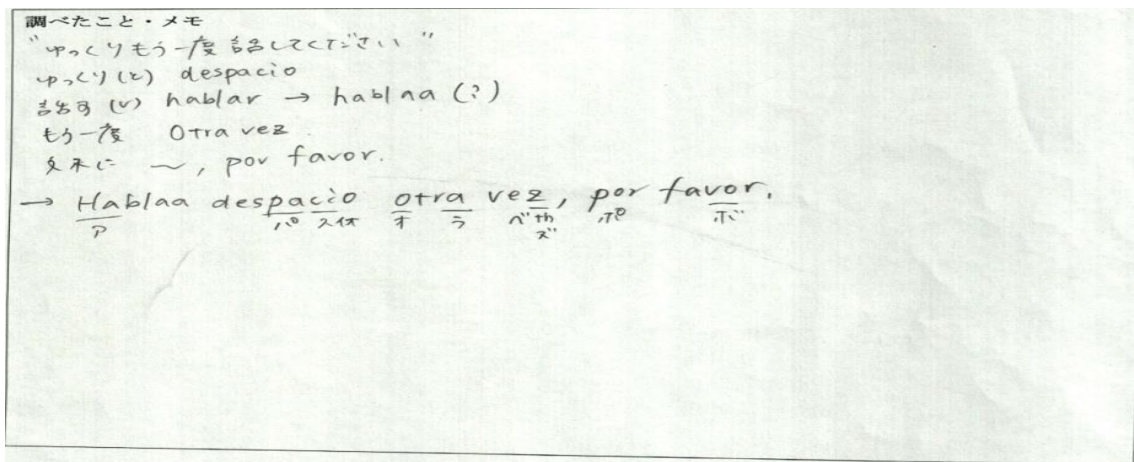 調べたこと・メモ
"ゆっくりもう一度話してください"
ゆっくり(と) despacio
話す (v) hablar → hablaa (?)
もう一度 Otra vez.
文末に 〜, por favor.
→ Hablaa despacio otra vez, por favor.
ア パ スィオ オ ラ ベth ポ ボ
ズ